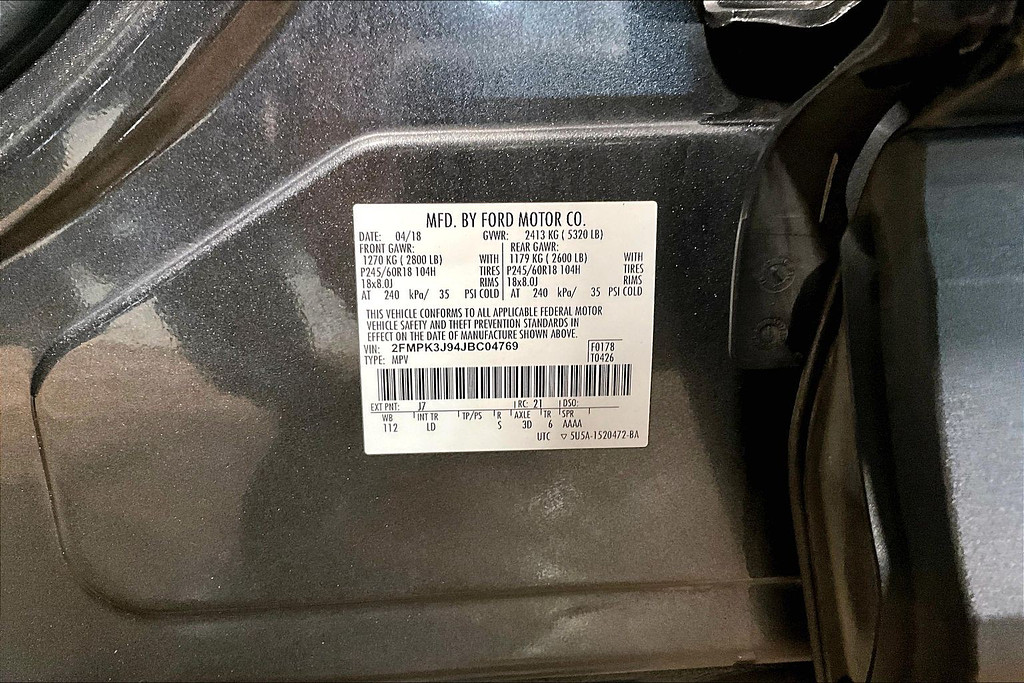 MFD. BY FORD MOTOR CO.
DATE: 04/18 GVWR: 2413 KG ( 5320 LB)
FRONT GAWR: REAR GAWR:
1270 KG ( 2800 LB) WITH 1179 KG ( 2600 LB) WITH
P245/60R18 104H TIRES P245/60R18 104H TIRES
18x8.0J RIMS 18x8.0J RIMS
AT 240 kPa/ 35 PSI COLD AT 240 kPa/ 35 PSI COLD
THIS VEHICLE CONFORMS TO ALL APPLICABLE FEDERAL MOTOR
VEHICLE SAFETY AND THEFT PREVENTION STANDARDS IN
EFFECT ON THE DATE OF MANUFACTURE SHOWN ABOVE.
VIN: 2FMPK3J94JBC04769 F0178
TYPE: MPV T0426
EXT PNT: J7 RC: 21 DSO:
WB INT TR TP/PS R AXLE TR SPR
112 LD S 3D 6 AAAA
UTC ▽ 5U5A-1520472-BA